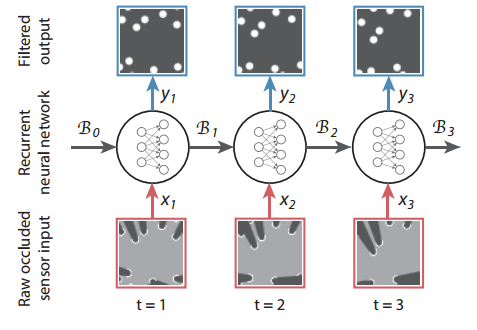 Filtered
output
y₁
y₂
y₃
Recurrent
neural network
ℬ₀
ℬ₁
ℬ₂
ℬ₃
x₁
x₂
x₃
Raw occluded
sensor input
t = 1
t = 2
t = 3